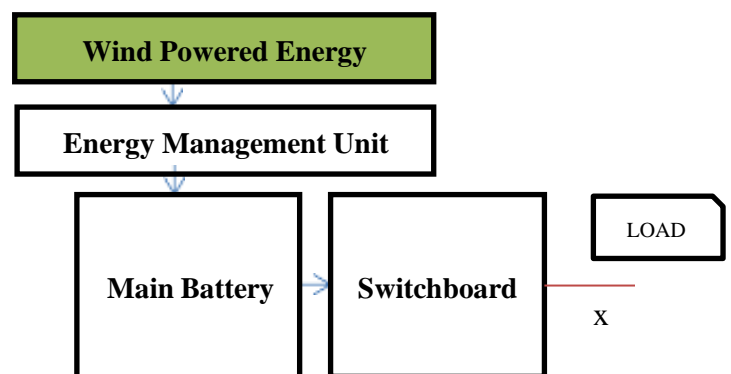 Wind Powered Energy
Energy Management Unit
Main Battery
Switchboard
LOAD
x